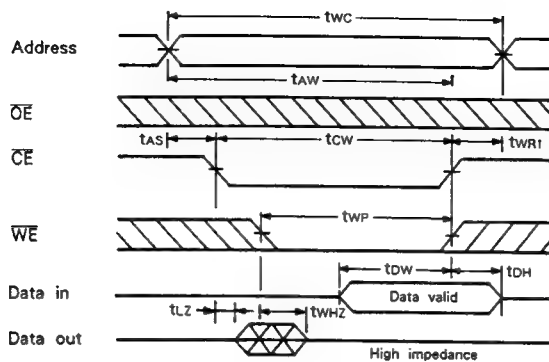 tWC
Address
tAW
OE
tAS
tCW
tWR1
CE
tWP
WE
tDW
tDH
Data in
Data valid
tLZ
tWHZ
Data out
High impedance